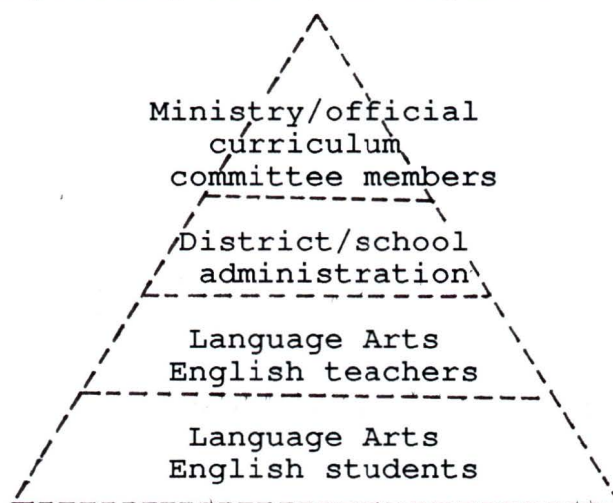 Ministry/official
curriculum
committee members
District/school
administration
Language Arts
English teachers
Language Arts
English students